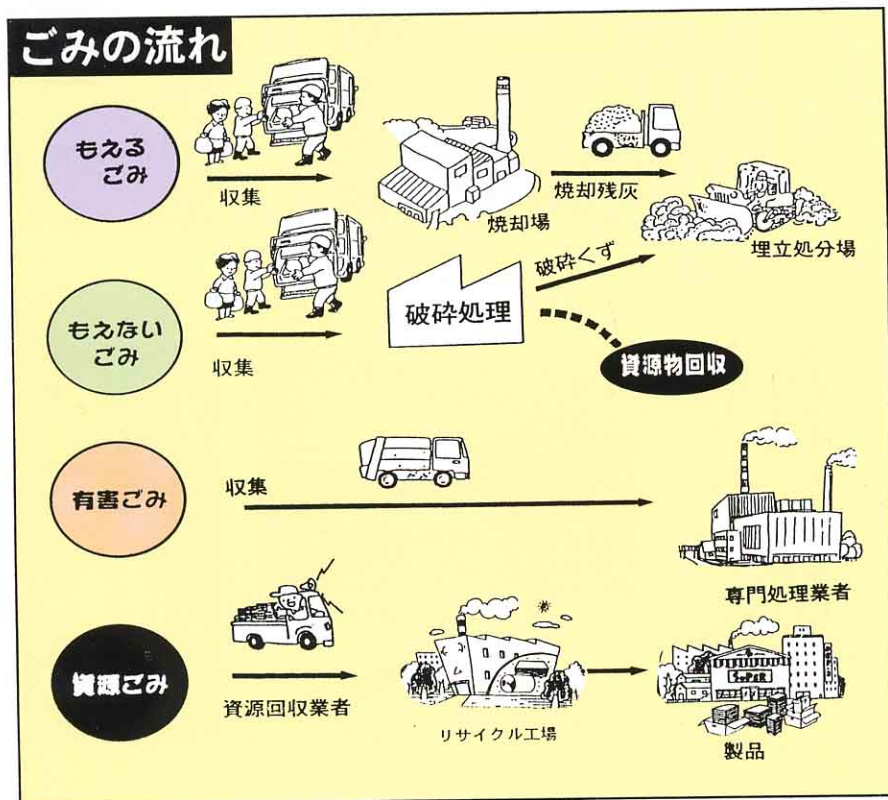 ごみの流れ
もえる
ごみ
収集
焼却場
焼却残灰
埋立処分場
もえない
ごみ
収集
破砕処理
破砕くず
資源物回収
有害ごみ
収集
専門処理業者
資源ごみ
資源回収業者
リサイクル工場
製品